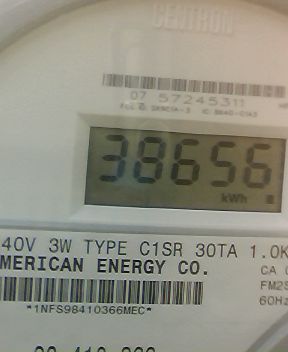 CENTRON
07 57245311
38656
kWh
40V 3W TYPE C1SR 30TA 1.0K
MERICAN ENERGY CO.
CA
FM2S
60Hz
*1NFS98410366MEC*